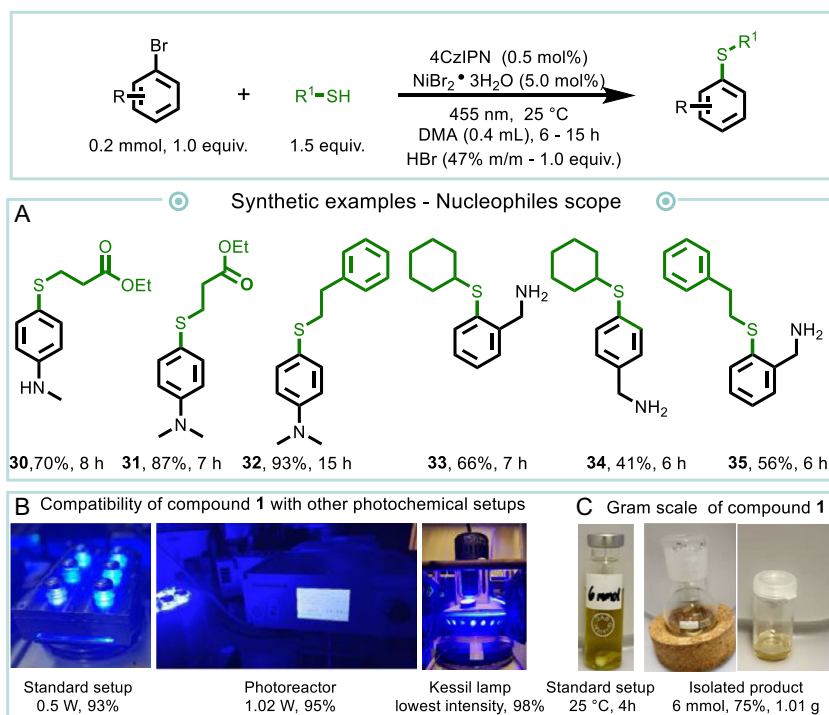 Br
R
+
R¹–SH
0.2 mmol, 1.0 equiv.
1.5 equiv.
4CzIPN (0.5 mol%)
NiBr₂• 3H₂O (5.0 mol%)
455 nm, 25 °C
DMA (0.4 mL), 6 - 15 h
HBr (47% m/m - 1.0 equiv.)
R¹
S
R
A
Synthetic examples - Nucleophiles scope
O
OEt
S
HN
OEt
O
S
N
S
N
S
NH₂
S
NH₂
S
NH₂
30,70%, 8 h
31, 87%, 7 h
32, 93%, 15 h
33, 66%, 7 h
34, 41%, 6 h
35, 56%, 6 h
B Compatibility of compound 1 with other photochemical setups
Standard setup
0.5 W, 93%
Photoreactor
1.02 W, 95%
Kessil lamp
lowest intensity, 98%
C Gram scale of compound 1
6 mmol
Standard setup
25 °C, 4h
Isolated product
6 mmol, 75%, 1.01 g